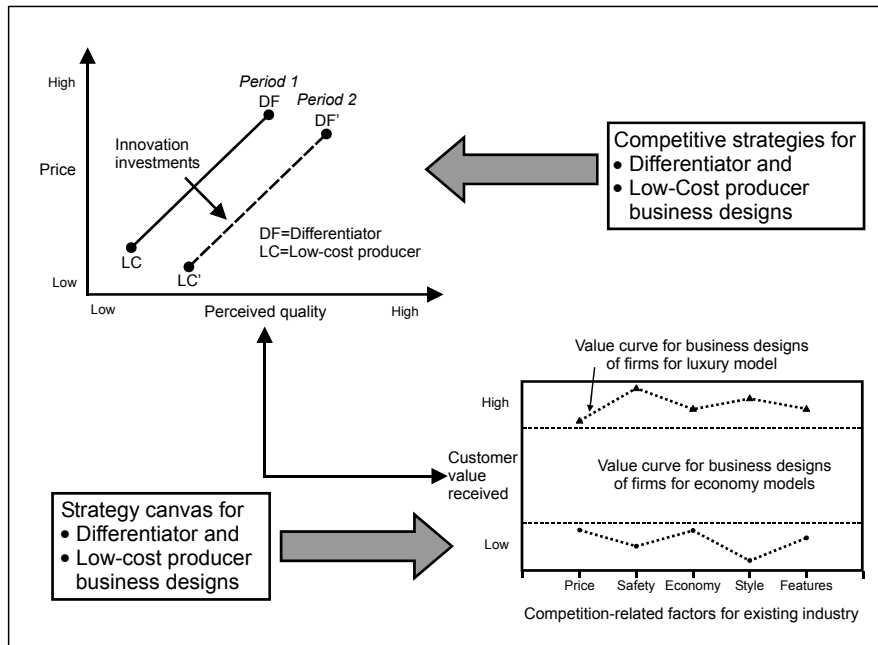 High
Period 1
DF
Period 2
DF'
Innovation
investments
Price
DF=Differentiator
LC=Low-cost producer
LC
LC'
Low
Low
Perceived quality
High
Competitive strategies for
• Differentiator and
• Low-Cost producer
business designs
Value curve for business designs
of firms for luxury model
High
Customer
value
received
Value curve for business designs
of firms for economy models
Low
Price
Safety
Economy
Style
Features
Competition-related factors for existing industry
Strategy canvas for
• Differentiator and
• Low-cost producer
business designs